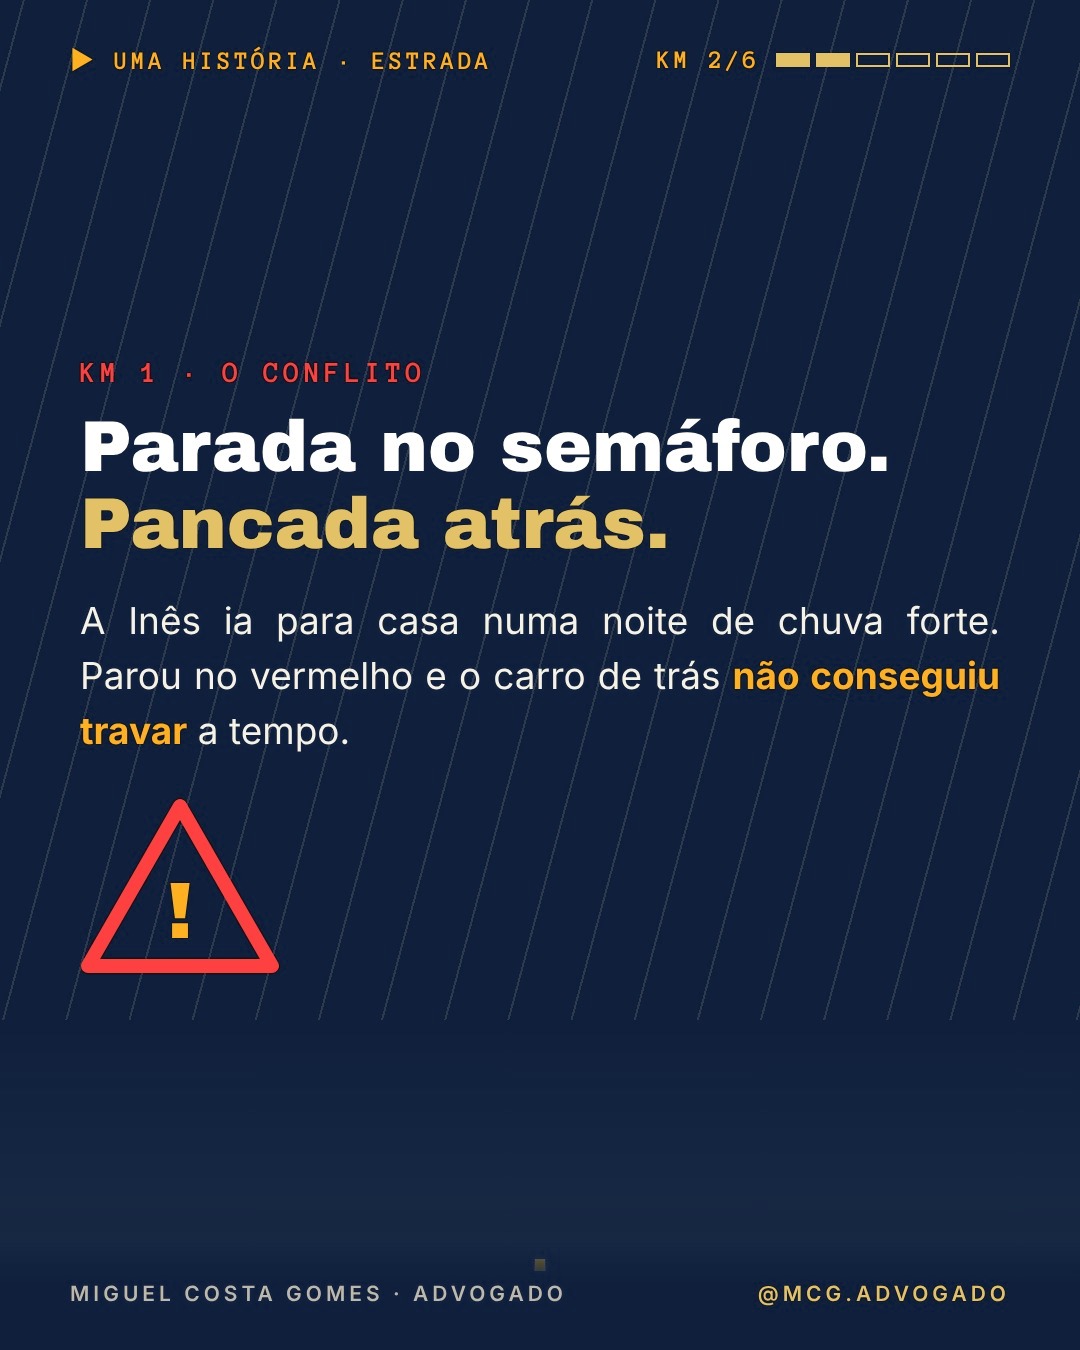 ▶ UMA HISTÓRIA · ESTRADA
KM 2/6
KM 1 · O CONFLITO
Parada no semáforo.
Pancada atrás.
A Inês ia para casa numa noite de chuva forte.
Parou no vermelho e o carro de trás não conseguiu
travar a tempo.
!
MIGUEL COSTA GOMES · ADVOGADO
@MCG.ADVOGADO